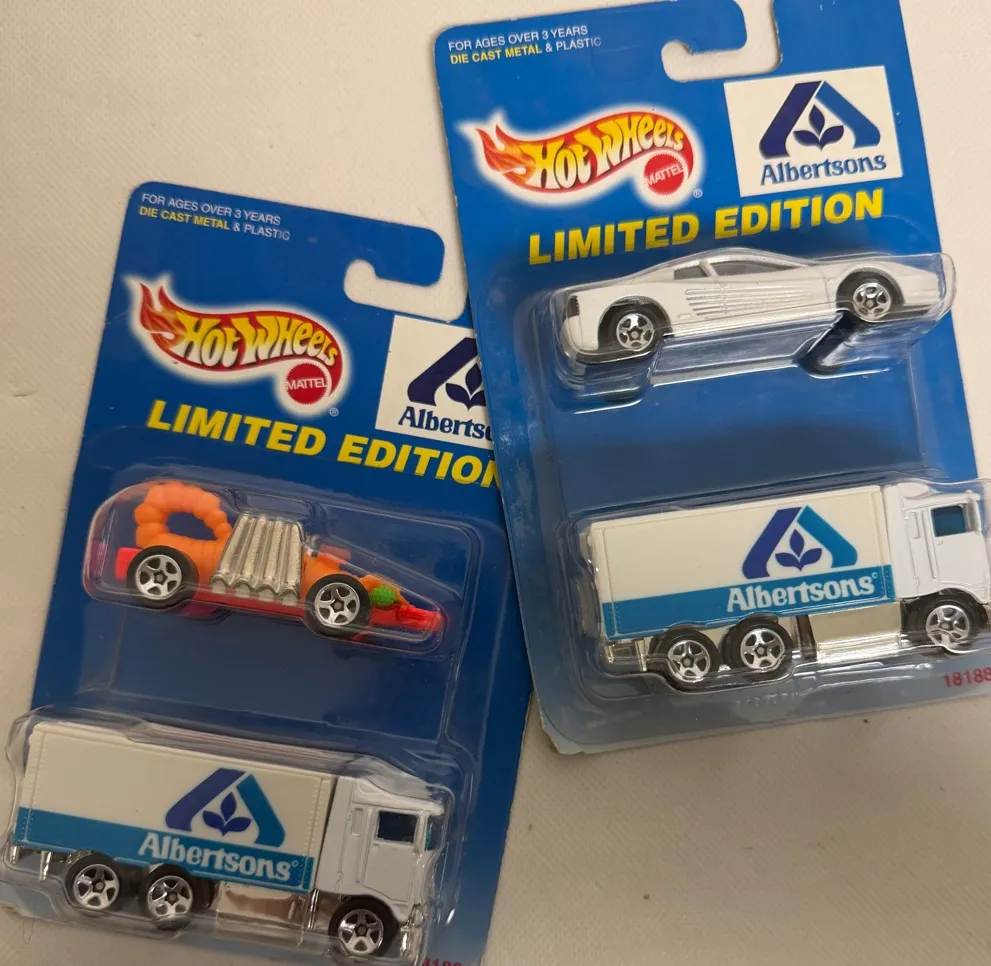 FOR AGES OVER 3 YEARS
DIE CAST METAL & PLASTIC
HOT WHEELS
MATTEL
®
Albertsons
LIMITED EDITION
Albertsons
18188
FOR AGES OVER 3 YEARS
DIE CAST METAL & PLASTIC
HOT WHEELS
MATTEL
®
Alberts
LIMITED EDITION
Albertsons